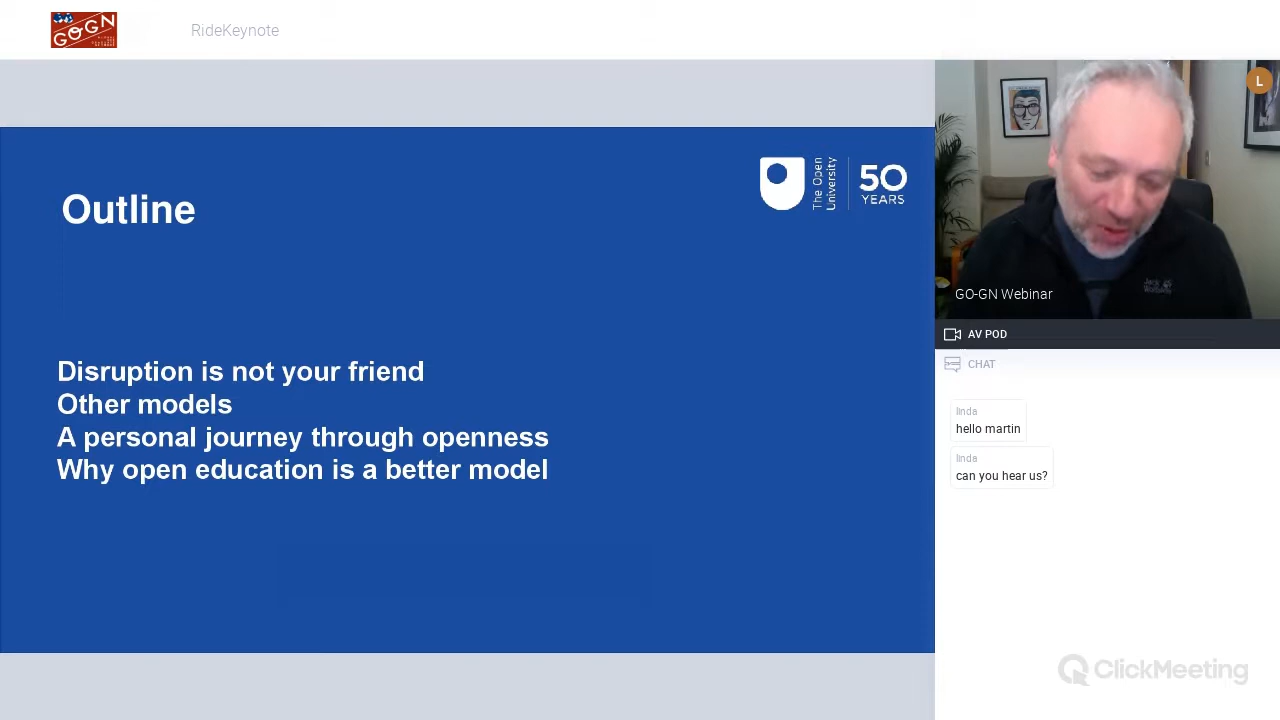 GO-GN
RideKeynote
Outline
The Open
University
50
YEARS
Disruption is not your friend
Other models
A personal journey through openness
Why open education is a better model
L
GO-GN Webinar
AV POD
CHAT
linda
hello martin
linda
can you hear us?
ClickMeeting